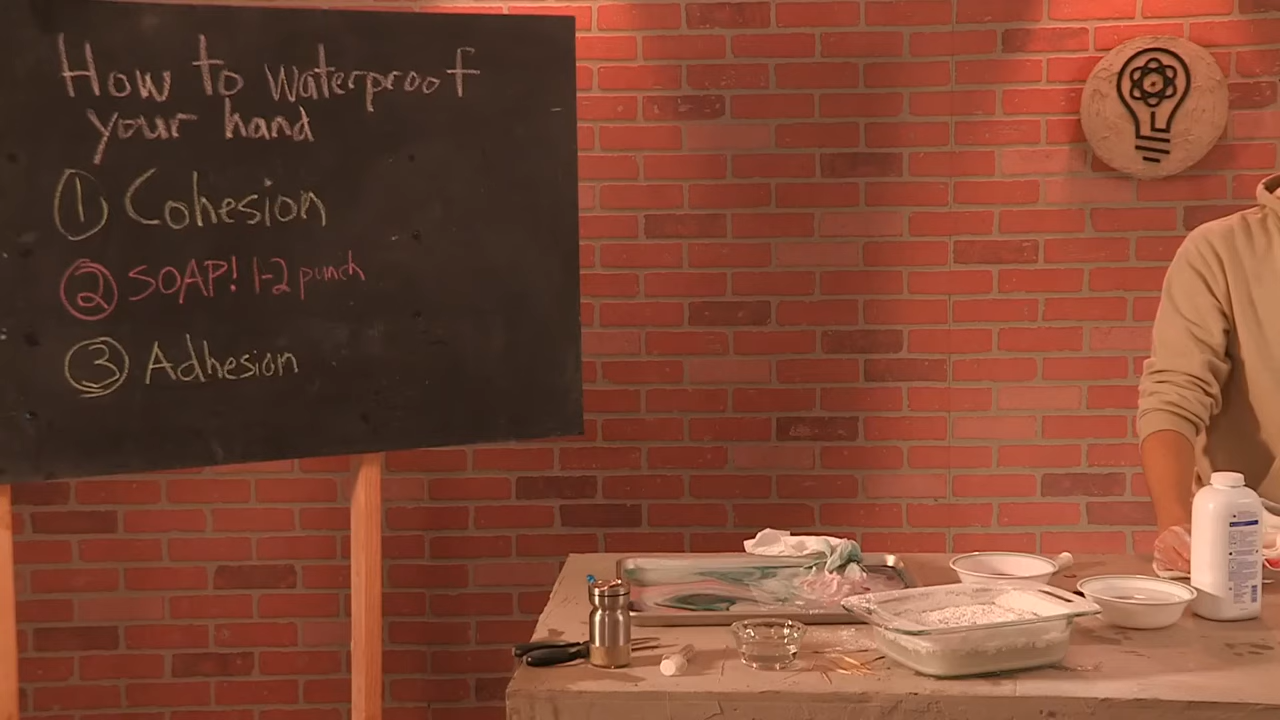 How to waterproof
your hand
① Cohesion
② SOAP! 1-2 punch
③ Adhesion